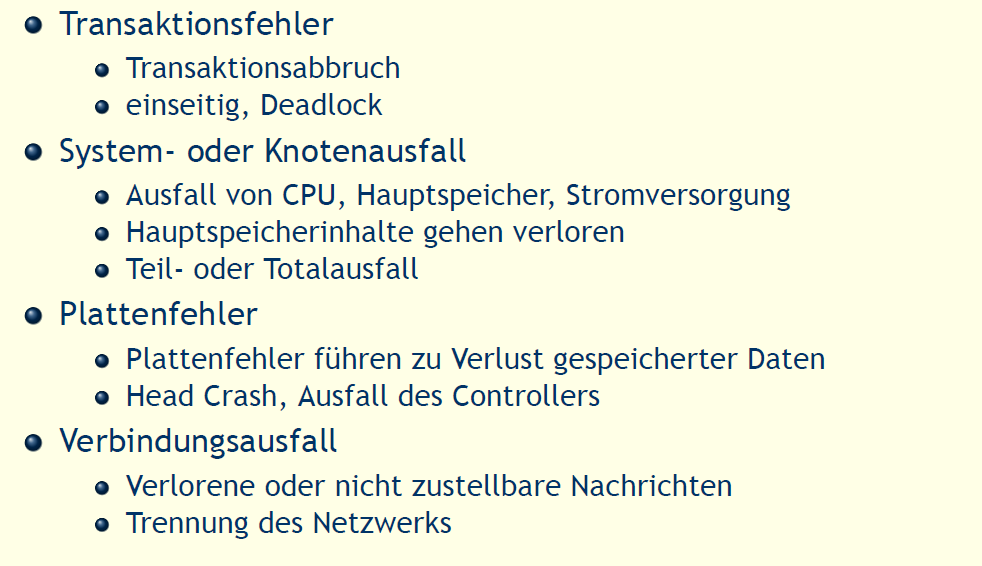 Transaktionsfehler
Transaktionsabbruch
einseitig, Deadlock
System- oder Knotenausfall
Ausfall von CPU, Hauptspeicher, Stromversorgung
Hauptspeicherinhalte gehen verloren
Teil- oder Totalausfall
Plattenfehler
Plattenfehler führen zu Verlust gespeicherter Daten
Head Crash, Ausfall des Controllers
Verbindungsausfall
Verlorene oder nicht zustellbare Nachrichten
Trennung des Netzwerks